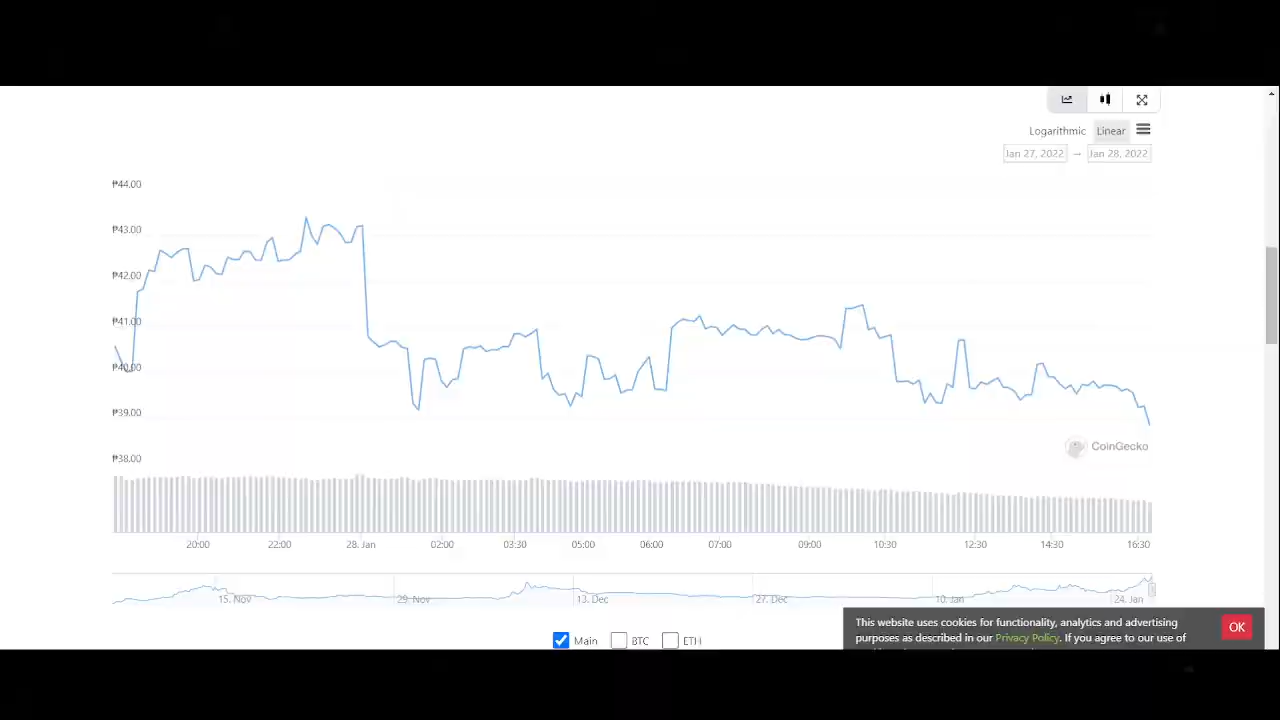 Logarithmic Linear
Jan 27, 2022 → Jan 28, 2022
₱44.00
₱43.00
₱42.00
₱41.00
₱40.00
₱39.00
CoinGecko
₱38.00
20:00 22:00 28. Jan 02:00 03:30 05:00 06:00 07:00 09:00 10:30 12:30 14:30 16:30
15. Nov 29. Nov 13. Dec 27. Dec 10. Jan 24. Jan
Main BTC ETH
This website uses cookies for functionality, analytics and advertising
purposes as described in our Privacy Policy. If you agree to our use of
OK